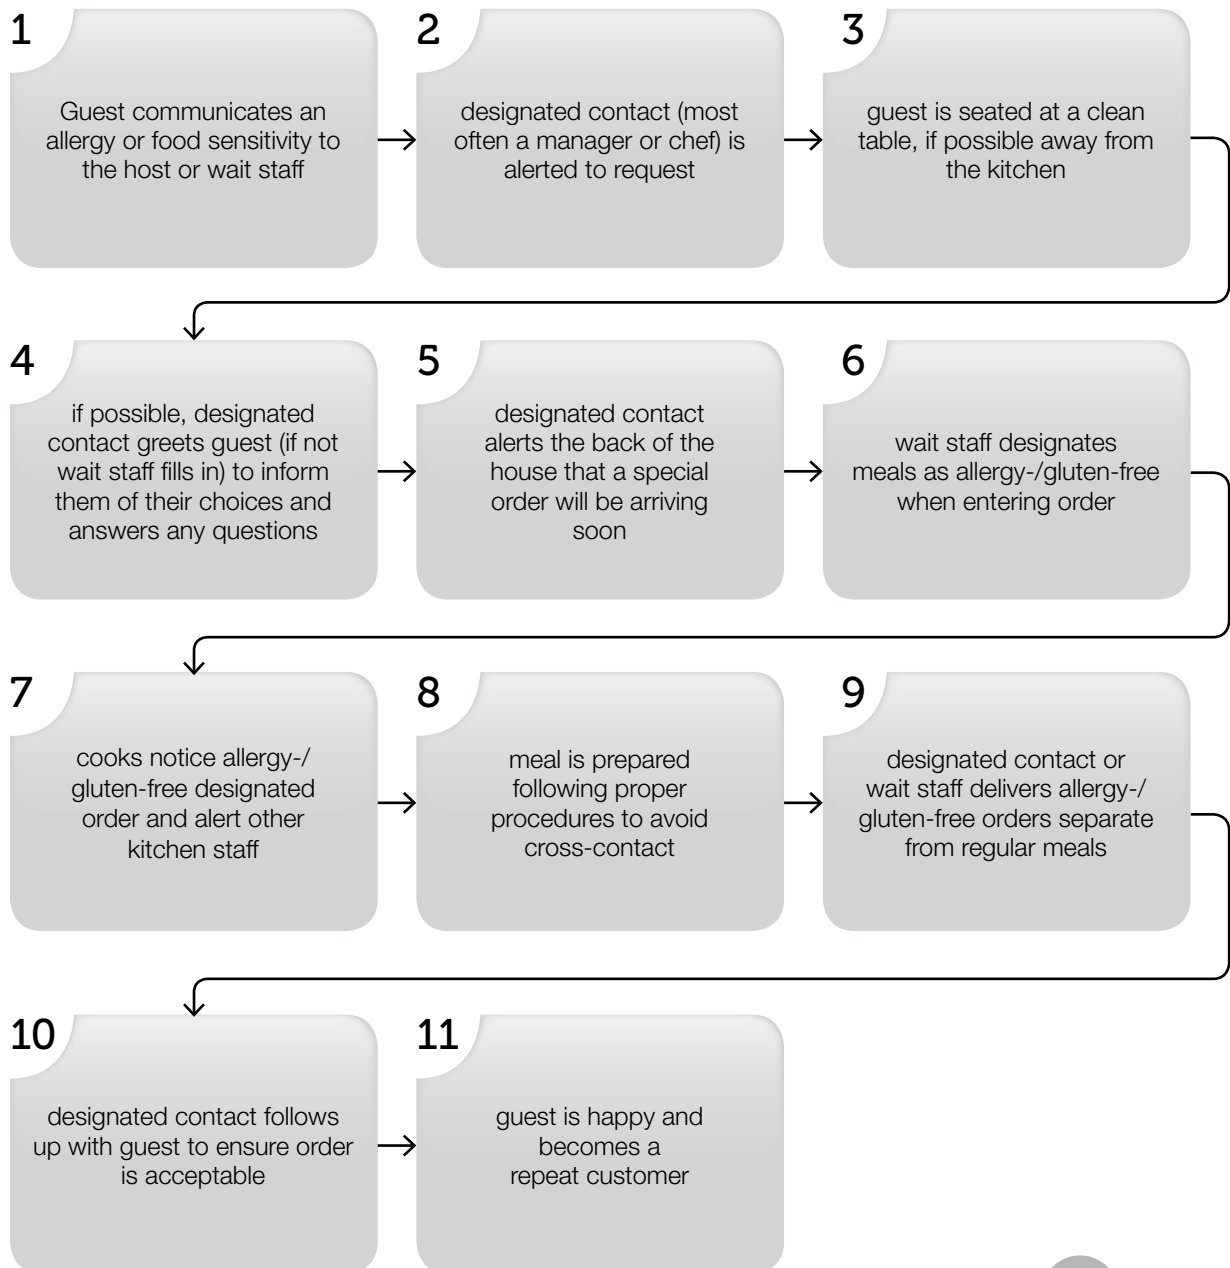 1
Guest communicates an
allergy or food sensitivity to
the host or wait staff
2
designated contact (most
often a manager or chef) is
alerted to request
3
guest is seated at a clean
table, if possible away from
the kitchen
4
if possible, designated
contact greets guest (if not
wait staff fills in) to inform
them of their choices and
answers any questions
5
designated contact
alerts the back of the
house that a special
order will be arriving
soon
6
wait staff designates
meals as allergy-/gluten-free
when entering order
7
cooks notice allergy-/
gluten-free designated
order and alert other
kitchen staff
8
meal is prepared
following proper
procedures to avoid
cross-contact
9
designated contact or
wait staff delivers allergy-/
gluten-free orders separate
from regular meals
10
designated contact follows
up with guest to ensure order
is acceptable
11
guest is happy and
becomes a
repeat customer